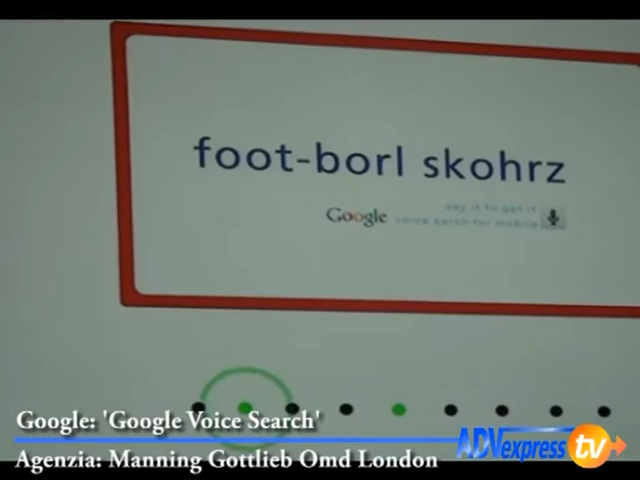 foot-borl skohrz
say it to get it
Google voice search for mobile
Google: 'Google Voice Search'
ADVexpress tv
Agenzia: Manning Gottlieb Omd London